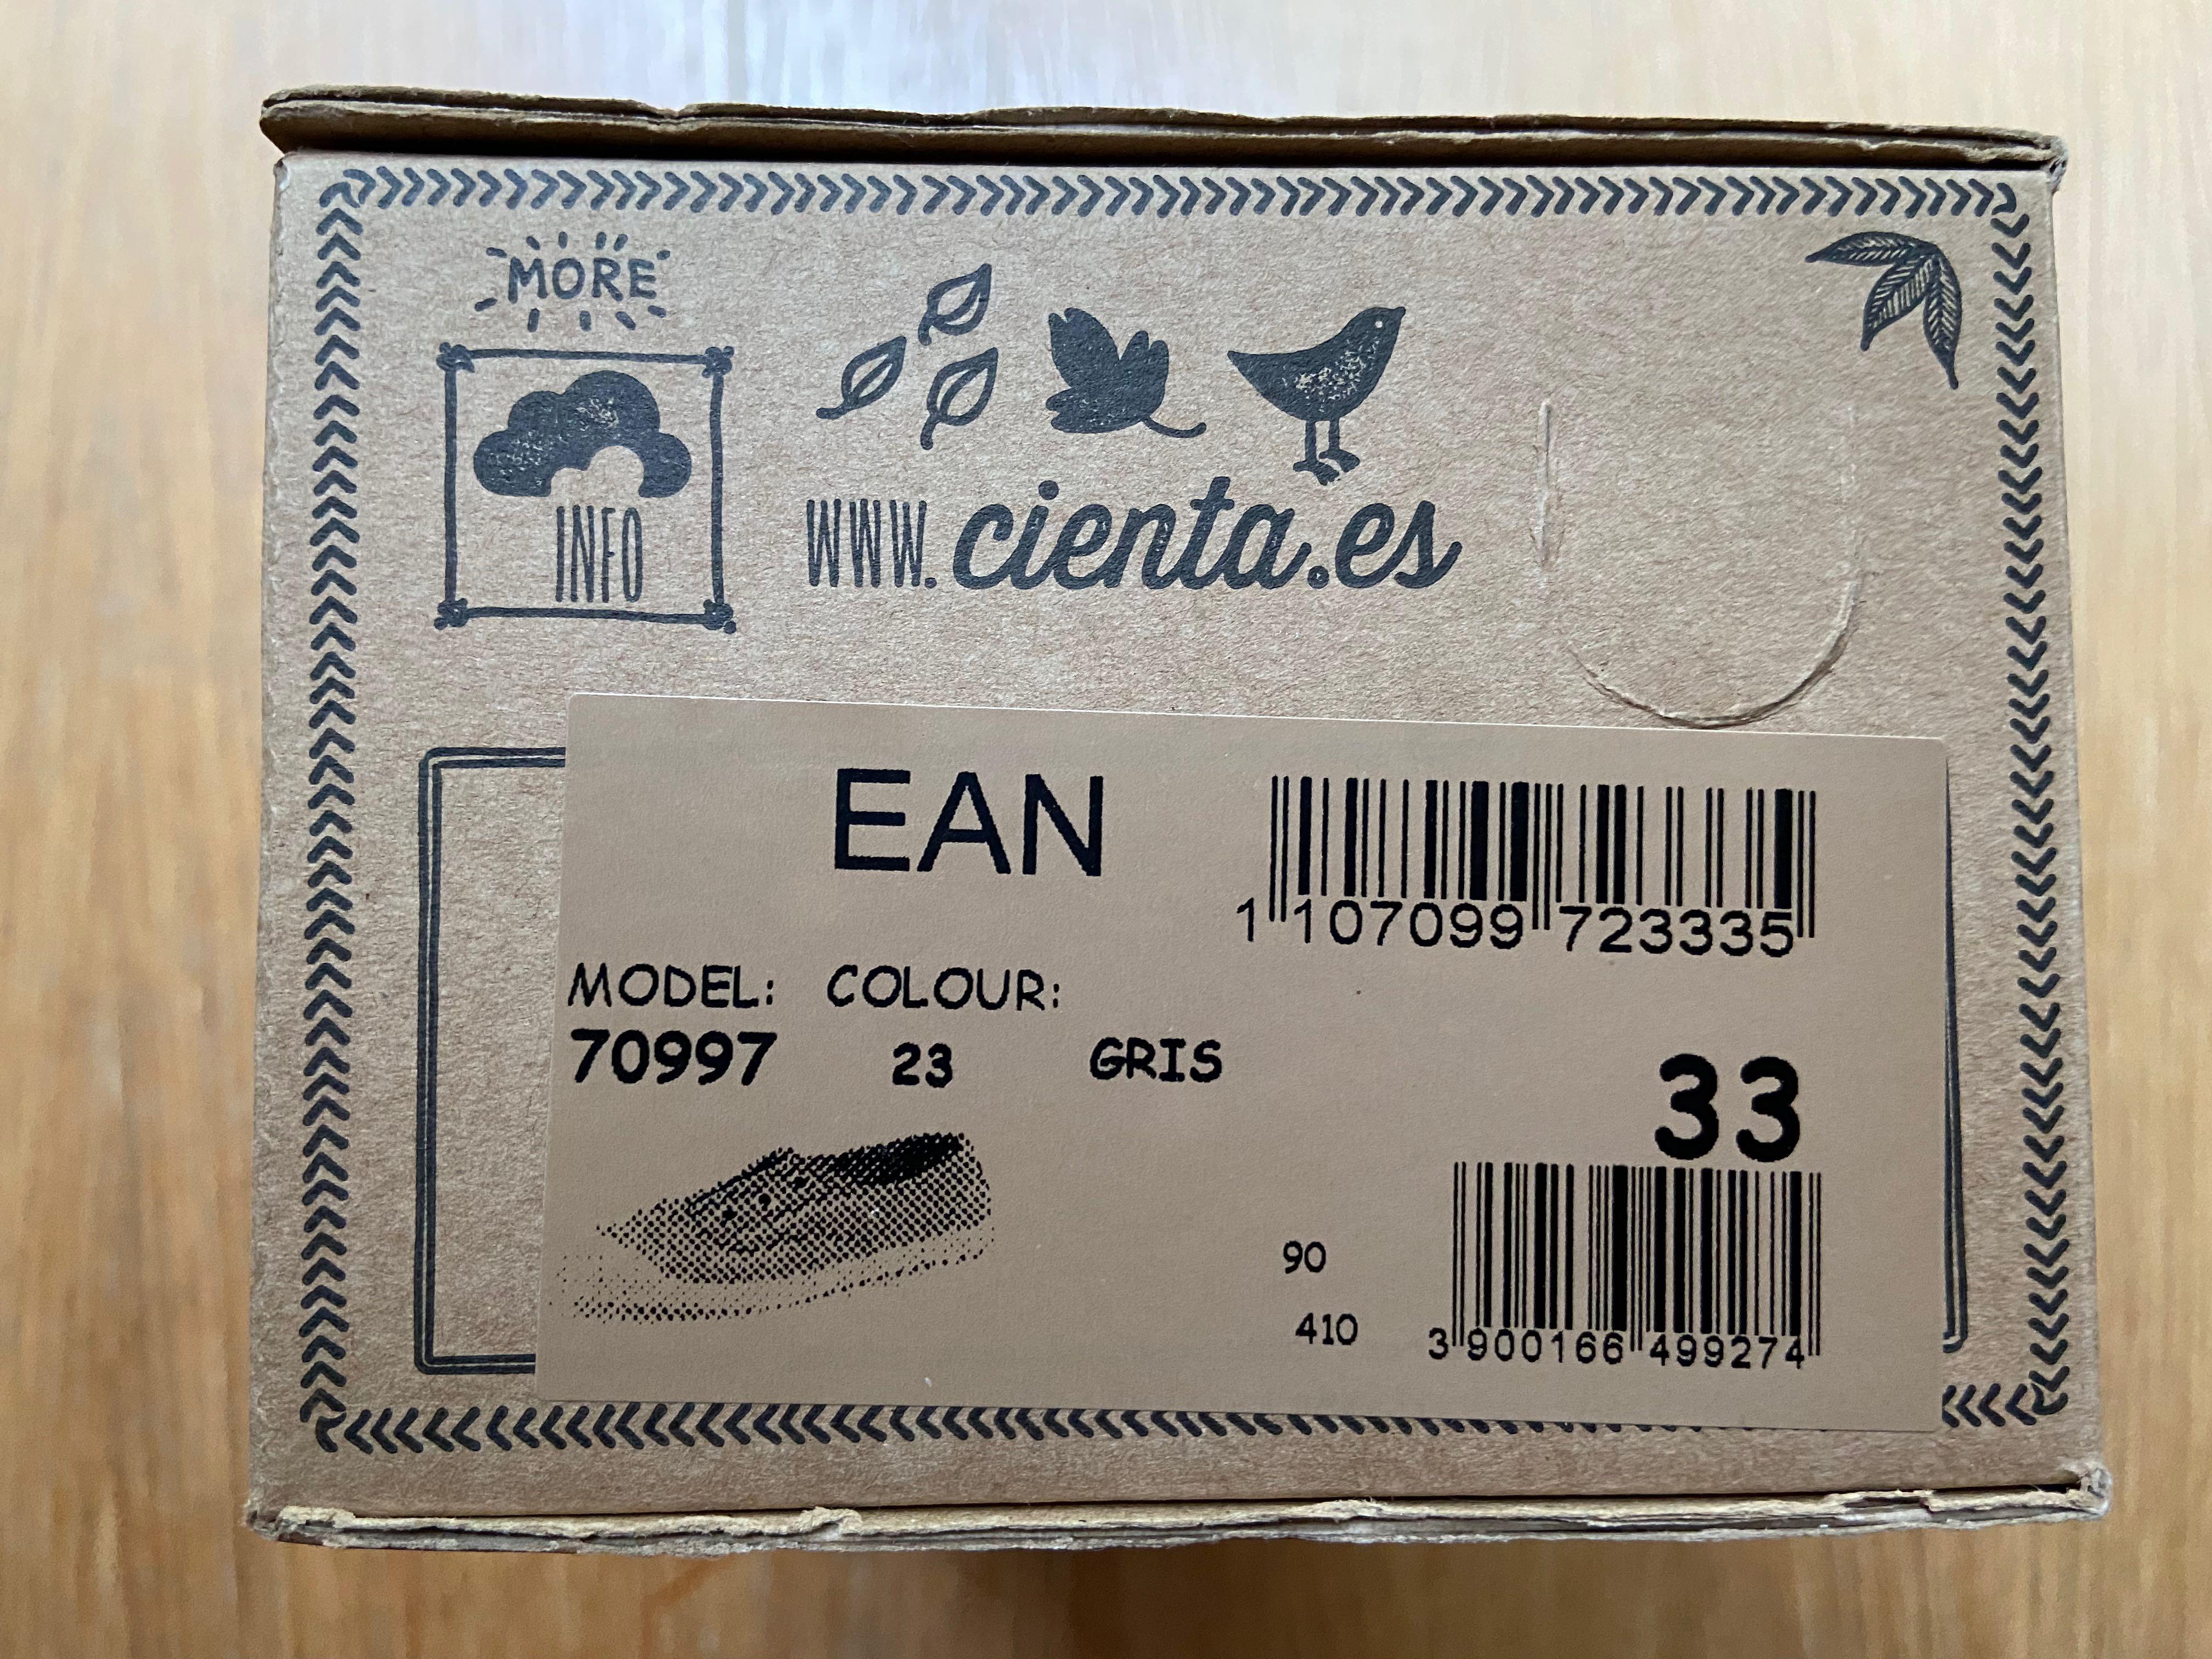 MORE
INFO
www.cienta.es
EAN
1 107099 723335
MODEL: COLOUR:
70997 23 GRIS
33
90
410
3 900166 499274